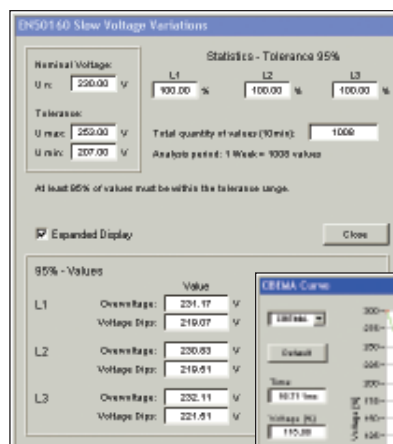 EN50160 Slow Voltage Variations
Nominal Voltage:
U n: 230.00 V
Tolerance:
U max: 253.00 V
U min: 207.00 V
Statistics - Tolerance 95%
L1 L2 L3
100.00 % 100.00 % 100.00 %
Total quantity of values (10min): 1008
Analysis period: 1 Week = 1008 values
At least 95% of values must be within the tolerance range.
Expanded Display
Close
95% - Values
Value
L1 Overvoltage: 231.17 V
Voltage Dips: 219.07 V
L2 Overvoltage: 230.83 V
Voltage Dips: 219.61 V
L3 Overvoltage: 232.11 V
Voltage Dips: 221.61 V
CBEMA Curve
Default
Time
Voltage [%]
115.00